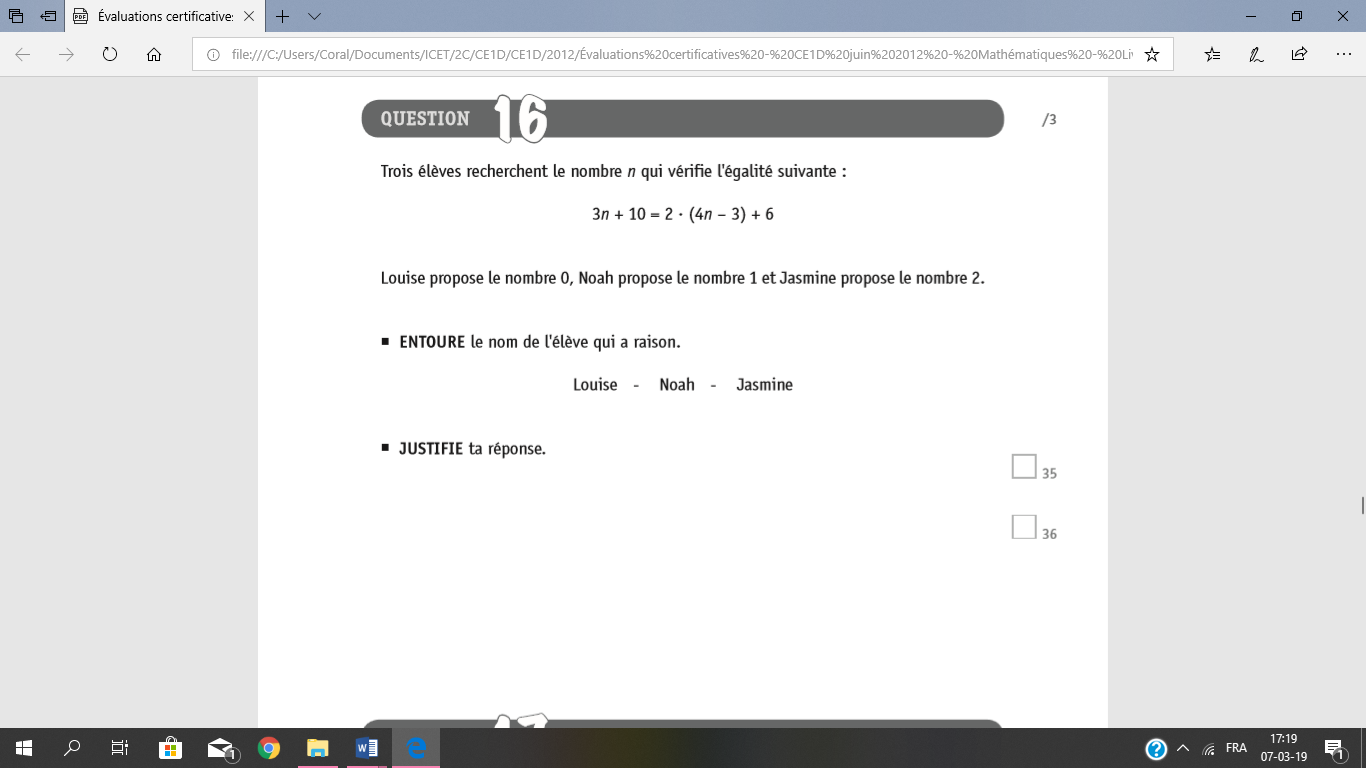 Évaluations certificatives
file:///C:/Users/Coral/Documents/ICET/2C/CE1D/CE1D/2012/Évaluations%20certificatives%20-%20CE1D%20juin%202012%20-%20Mathématiques%20-%20Li
QUESTION 16 /3
Trois élèves recherchent le nombre n qui vérifie l'égalité suivante :
3n + 10 = 2 · (4n – 3) + 6
Louise propose le nombre 0, Noah propose le nombre 1 et Jasmine propose le nombre 2.
■ ENTOURE le nom de l'élève qui a raison.
Louise - Noah - Jasmine
■ JUSTIFIE ta réponse.
35
36
17
FRA
17:19
07-03-19